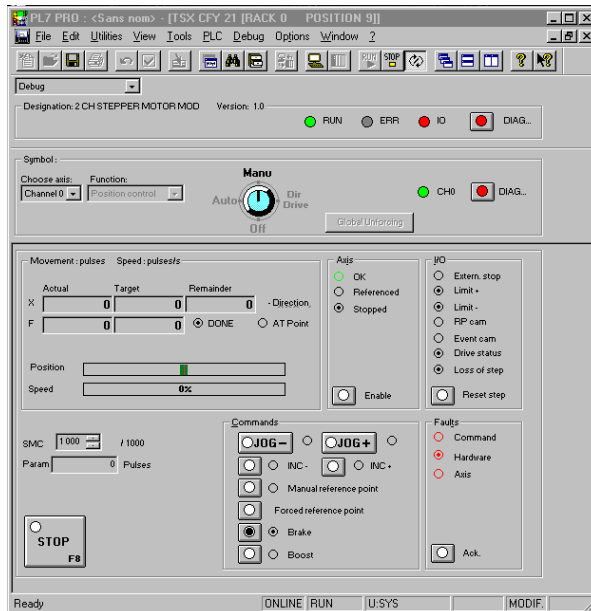 PL7 PRO : <Sans nom> - [TSX CFY 21 [RACK 0 POSITION 9]]
File Edit Utilities View Tools PLC Debug Options Window ?
RUN STOP
Debug
Designation: 2 CH STEPPER MOTOR MOD Version: 1.0
RUN ERR IO DIAG...
Symbol:
Choose axis: Function:
Channel 0 Position control
Manu
Auto Dir Drive
Off
CH0 DIAG...
Global Unforcing
Movement: pulses Speed: pulses/s
Actual Target Remainder
X 0 0 0 - Direction,
F 0 0 DONE AT Point
Position
Speed 0%
Axis
OK
Referenced
Stopped
Enable
I/O
Extern. stop
Limit +
Limit -
RP cam
Event cam
Drive status
Loss of step
Reset step
SMC 1 000 / 1000
Param 0 Pulses
STOP
F8
Commands
JOG - JOG +
INC - INC +
Manual reference point
Forced reference point
Brake
Boost
Faults
Command
Hardware
Axis
Ack.
Ready ONLINE RUN U:SYS MODIF.